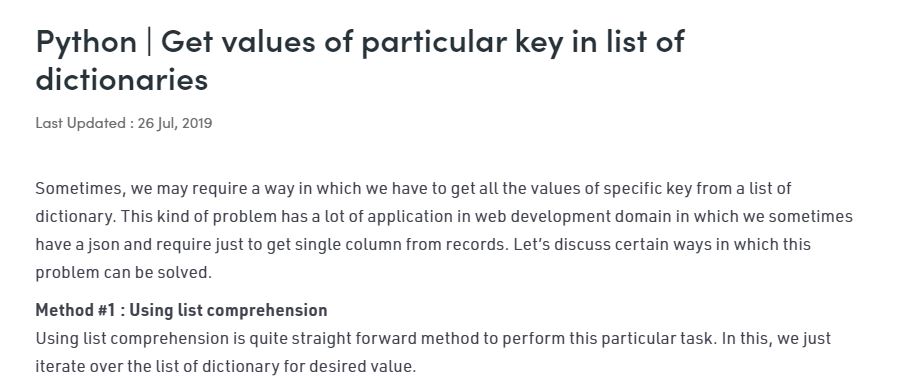 Python | Get values of particular key in list of
dictionaries
Last Updated : 26 Jul, 2019
Sometimes, we may require a way in which we have to get all the values of specific key from a list of
dictionary. This kind of problem has a lot of application in web development domain in which we sometimes
have a json and require just to get single column from records. Let’s discuss certain ways in which this
problem can be solved.
Method #1 : Using list comprehension
Using list comprehension is quite straight forward method to perform this particular task. In this, we just
iterate over the list of dictionary for desired value.